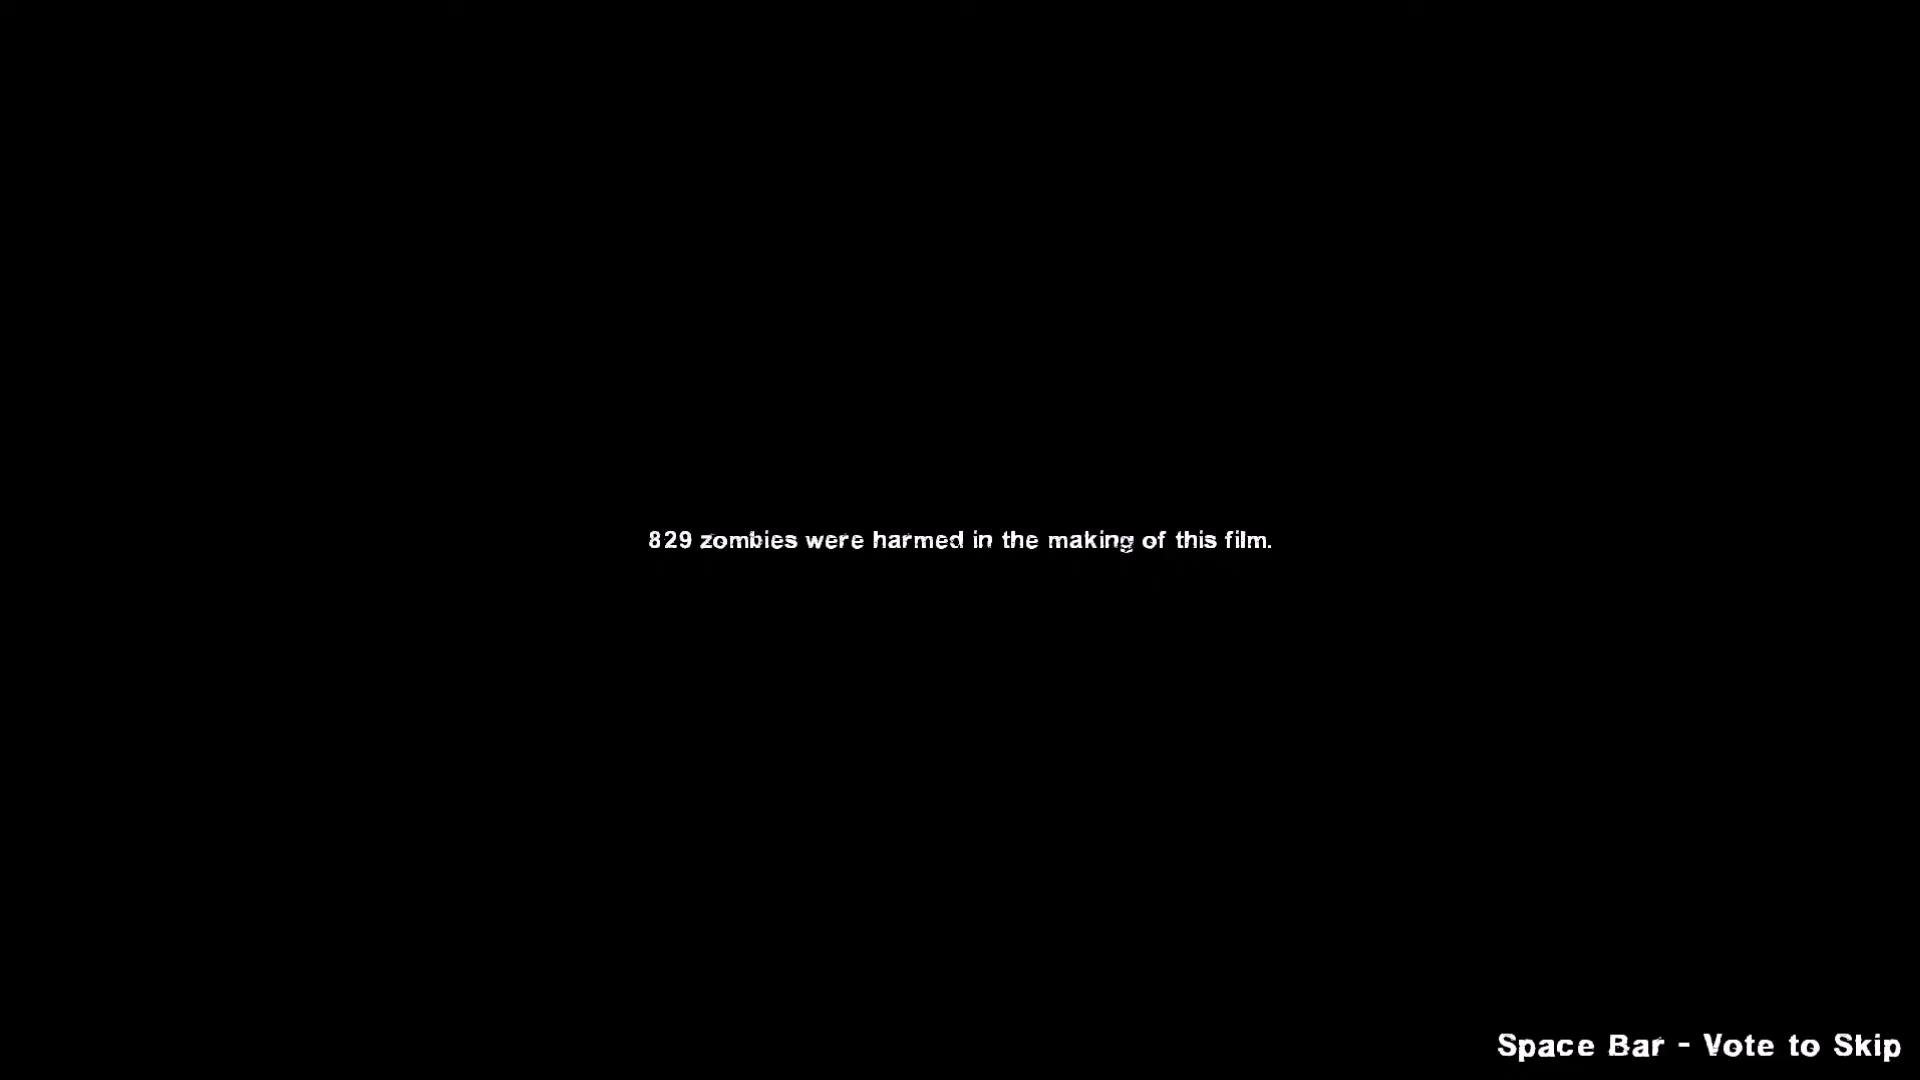 829 zombies were harmed in the making of this film.
Space Bar - Vote to Skip